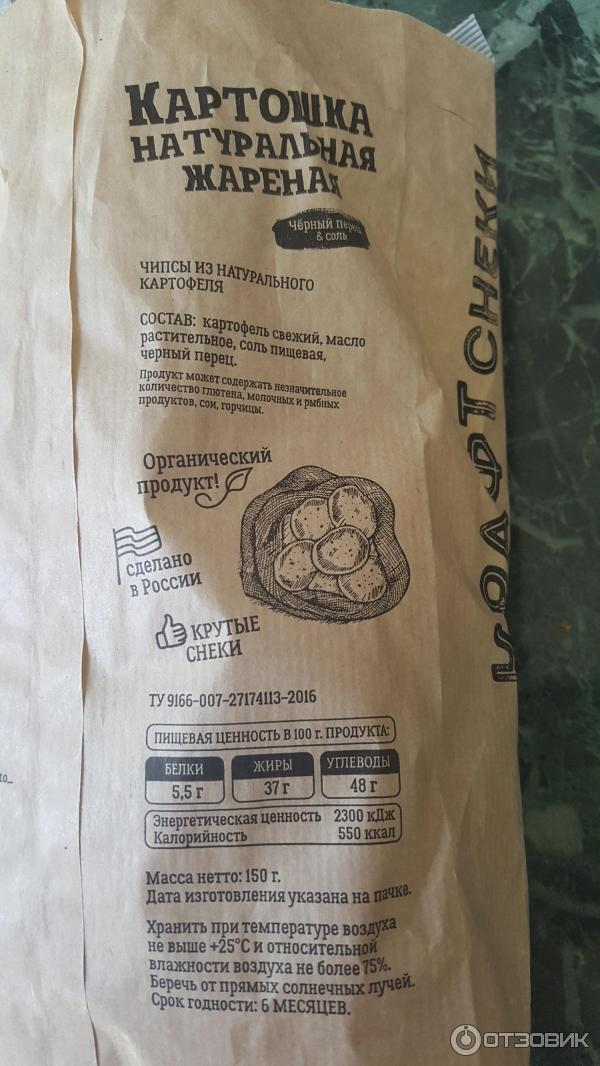 КАРТОШКА
НАТУРАЛЬНАЯ
ЖАРЕНАЯ
Чёрный перец
& соль
ЧИПСЫ ИЗ НАТУРАЛЬНОГО
КАРТОФЕЛЯ
СОСТАВ: картофель свежий, масло
растительное, соль пищевая,
черный перец.
Продукт может содержать незначительное
количество глютена, молочных и рыбных
продуктов, сои, горчицы.
Органический
продукт!
сделано
в России
КРУТЫЕ
СНЕКИ
ТУ 9166-007-27174113-2016
ПИЩЕВАЯ ЦЕННОСТЬ В 100 г. ПРОДУКТА:
БЕЛКИ ЖИРЫ УГЛЕВОДЫ
5,5 г 37 г 48 г
Энергетическая ценность 2300 кДж
Калорийность 550 ккал
Масса нетто: 150 г.
Дата изготовления указана на пачке.
Хранить при температуре воздуха
не выше +25°С и относительной
влажности воздуха не более 75%.
Беречь от прямых солнечных лучей.
Срок годности: 6 МЕСЯЦЕВ.
КРАФТ СНЕКИ
ОТЗОВИК